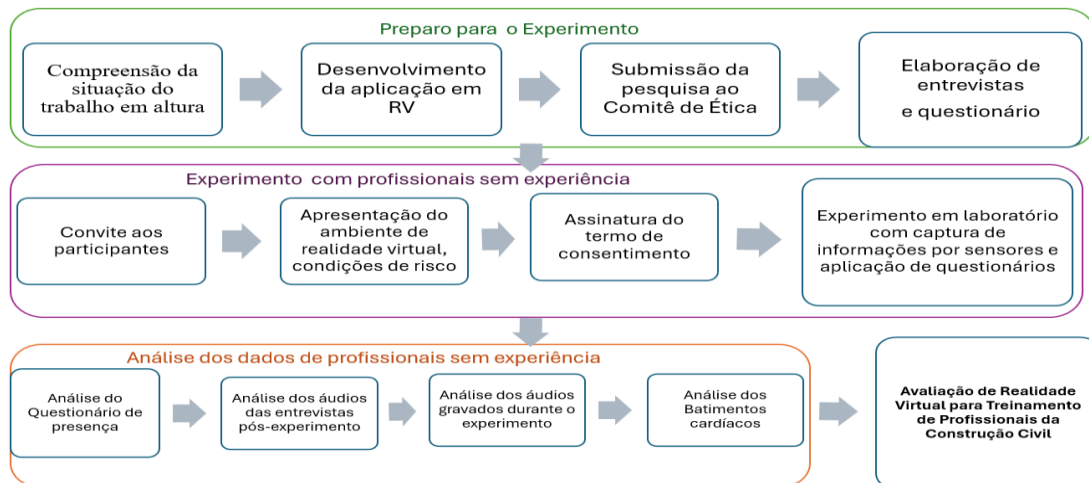 Preparo para o Experimento
Compreensão da
situação do
trabalho em altura
Desenvolvimento
da aplicação em
RV
Submissão da
pesquisa ao
Comitê de Ética
Elaboração de
entrevistas
e questionário
Experimento com profissionais sem experiência
Convite aos
participantes
Apresentação do
ambiente de
realidade virtual,
condições de risco
Assinatura do
termo de
consentimento
Experimento em laboratório
com captura de
informações por sensores e
aplicação de questionários
Análise dos dados de profissionais sem experiência
Análise do
Questionário de
presença
Análise dos áudios
das entrevistas
pós-experimento
Análise dos áudios
gravados durante o
experimento
Análise dos
Batimentos
cardíacos
Avaliação de Realidade
Virtual para Treinamento
de Profissionais da
Construção Civil